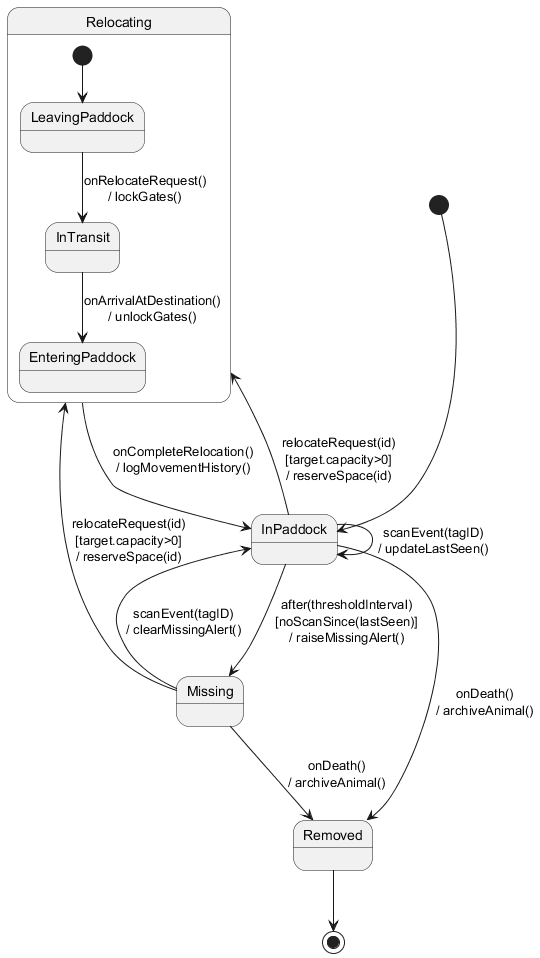 Relocating
LeavingPaddock
onRelocateRequest()
/ lockGates()
InTransit
onArrivalAtDestination()
/ unlockGates()
EnteringPaddock
onCompleteRelocation()
/ logMovementHistory()
relocateRequest(id)
[target.capacity>0]
/ reserveSpace(id)
InPaddock
scanEvent(tagID)
/ updateLastSeen()
relocateRequest(id)
[target.capacity>0]
/ reserveSpace(id)
scanEvent(tagID)
/ clearMissingAlert()
after(thresholdInterval)
[noScanSince(lastSeen)]
/ raiseMissingAlert()
Missing
onDeath()
/ archiveAnimal()
onDeath()
/ archiveAnimal()
Removed